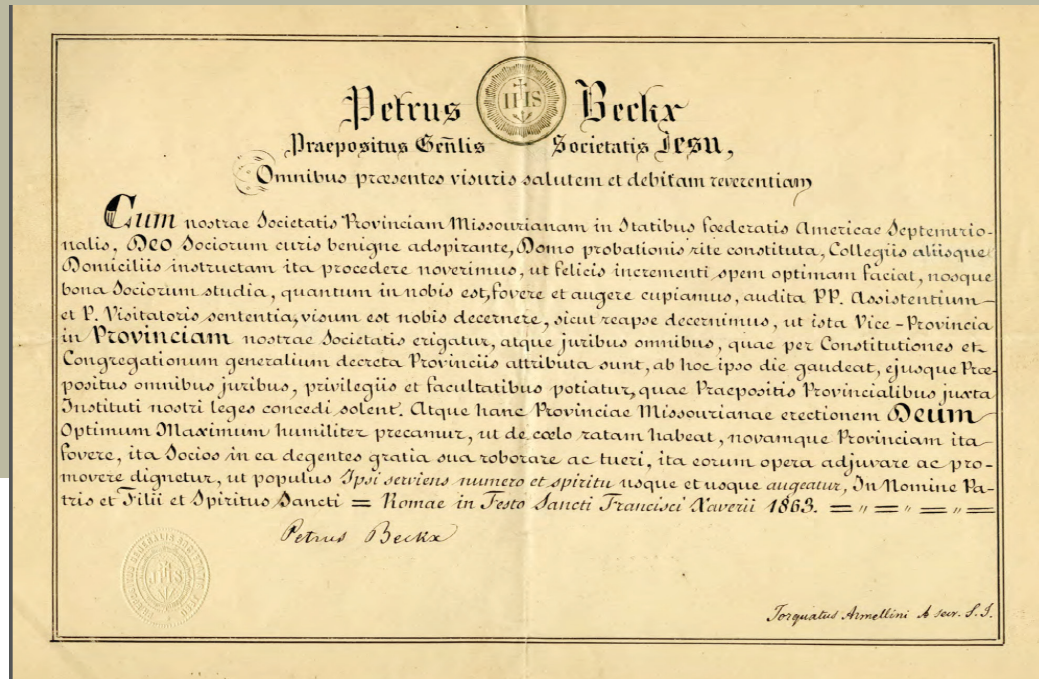 Petrus IHS Beckx
Praepositus Geñlis Societatis Iesu,
Omnibus præsentes visuris salutem et debitam reverentiam
Cum nostrae Societatis Provinciam Missourianam in Statibus fœderatis Americae Septemtrio-
nalis, Deo Sociorum curis benigne adspirante, Domo probationis rite constituta, Collegiis aliisque
Domiciliis instructam ita procedere noverimus, ut felicis incrementi spem optimam faciat, nosque
bona Sociorum studia, quantum in nobis est, fovere et augere cupiamus, audita PP. Assistentium
et P. Visitatoris sententia, visum est nobis decernere, sicut reapse decernimus, ut ista Vice-Provincia
in Provinciam nostrae Societatis erigatur, atque juribus omnibus, quae per Constitutiones et
Congregationum generalium decreta Provinciis attributa sunt, ab hoc ipso die gaudeat, ejusque Præ-
positus omnibus juribus, privilegiis et facultatibus potiatur, quae Praepositis Provincialibus juxta
Instituti nostri leges concedi solent. Atque hanc Provinciae Missourianae erectionem Deum
Optimum Maximum humiliter precamur, ut de cœlo ratam habeat, novamque Provinciam ita
fovere, ita Socios in ea degentes gratia sua roborare ac tueri, ita eorum opera adjuvare ac pro-
movere dignetur, ut populus Ipsi serviens numero et spiritu usque et usque augeatur, In Nomine Pa-
tris et Filii et Spiritus Sancti = Romae in Festo Sancti Francisci Xaverii 1863. = " = " = " =
Petrus Beckx
IHS
Torquatus Armellini A secr. S. J.